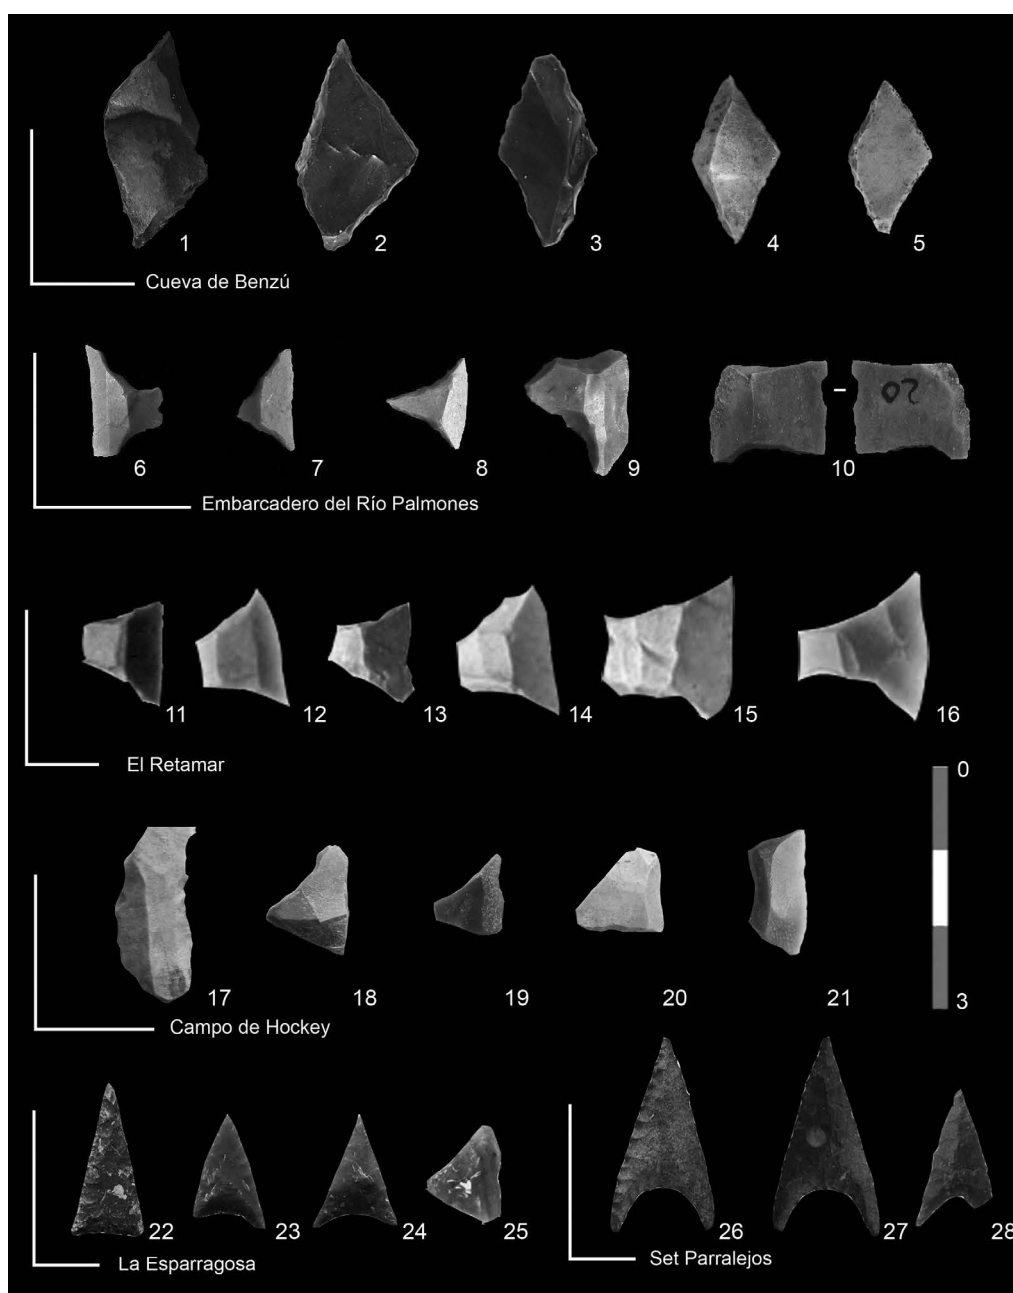 1 2 3 4 5
Cueva de Benzú
6 7 8 9 – 10
02
Embarcadero del Río Palmones
11 12 13 14 15 16
El Retamar
0
17 18 19 20 21
3
Campo de Hockey
22 23 24 25
La Esparragosa
26 27 28
Set Parralejos